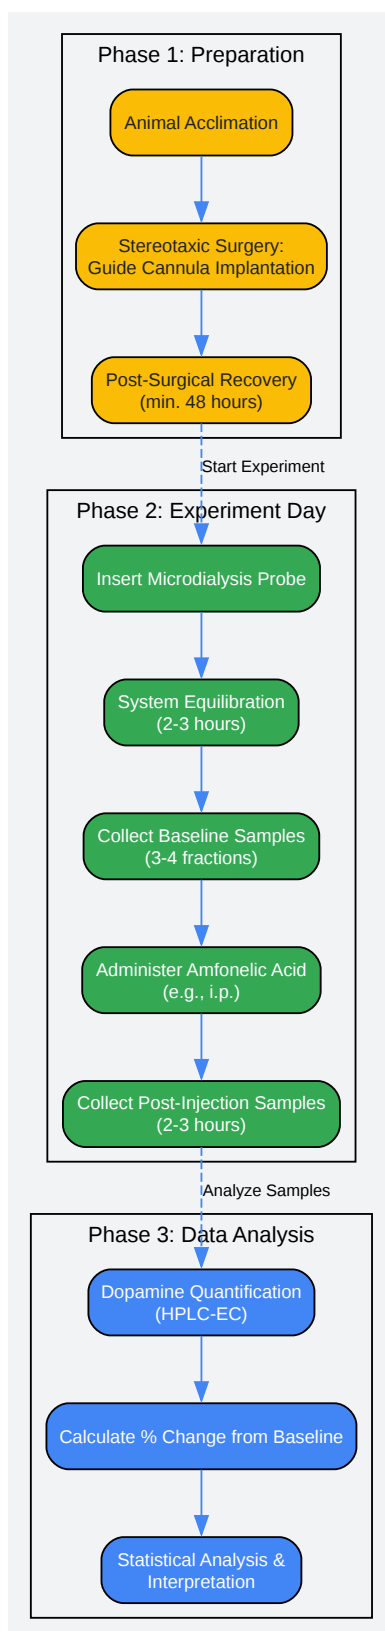 Phase 1: Preparation
Animal Acclimation
Stereotaxic Surgery:
Guide Cannula Implantation
Post-Surgical Recovery
(min. 48 hours)
Start Experiment
Phase 2: Experiment Day
Insert Microdialysis Probe
System Equilibration
(2-3 hours)
Collect Baseline Samples
(3-4 fractions)
Administer Amfonelic Acid
(e.g., i.p.)
Collect Post-Injection Samples
(2-3 hours)
Analyze Samples
Phase 3: Data Analysis
Dopamine Quantification
(HPLC-EC)
Calculate % Change from Baseline
Statistical Analysis &
Interpretation